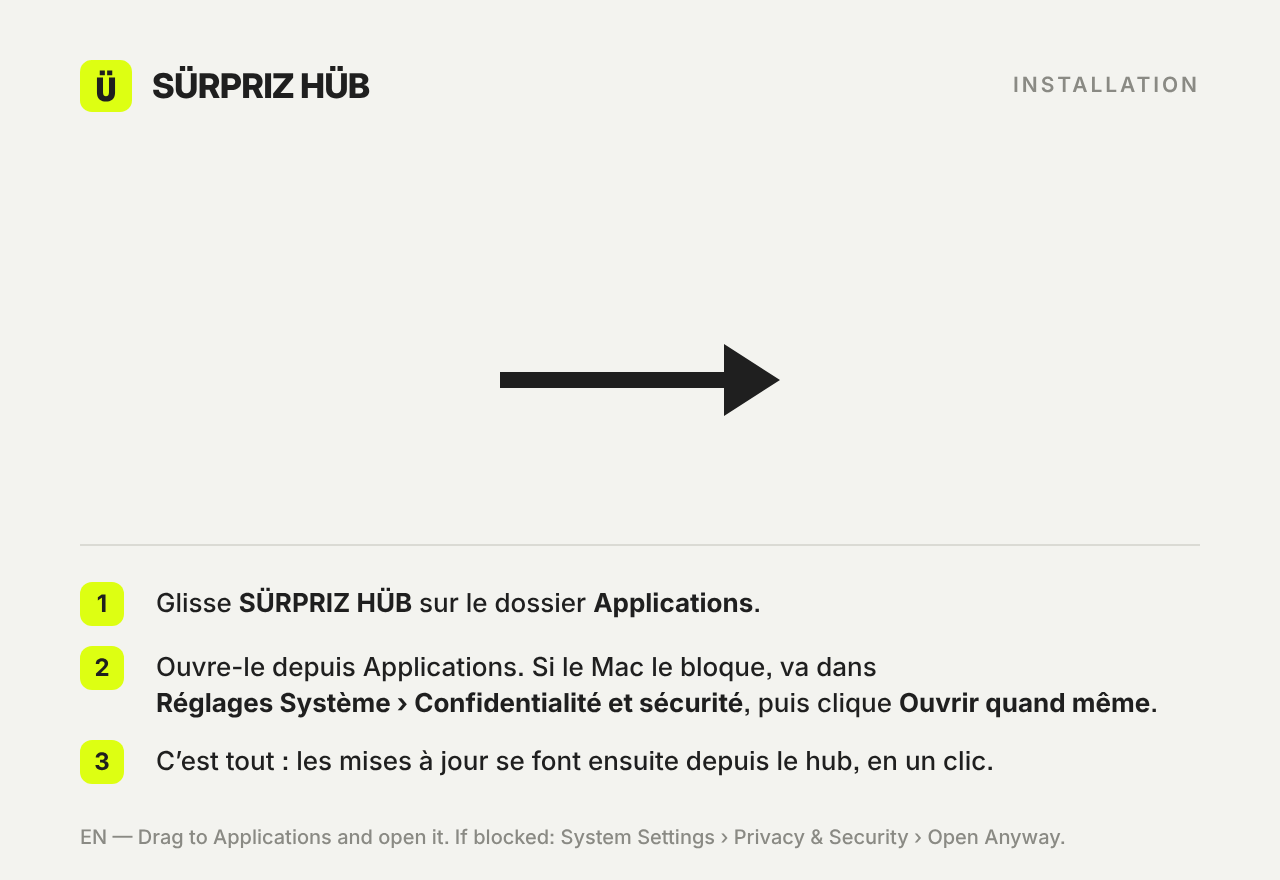 Ü SÜRPRIZ HÜB
INSTALLATION
1 Glisse SÜRPRIZ HÜB sur le dossier Applications.
2 Ouvre-le depuis Applications. Si le Mac le bloque, va dans
Réglages Système › Confidentialité et sécurité, puis clique Ouvrir quand même.
3 C’est tout : les mises à jour se font ensuite depuis le hub, en un clic.
EN — Drag to Applications and open it. If blocked: System Settings › Privacy & Security › Open Anyway.